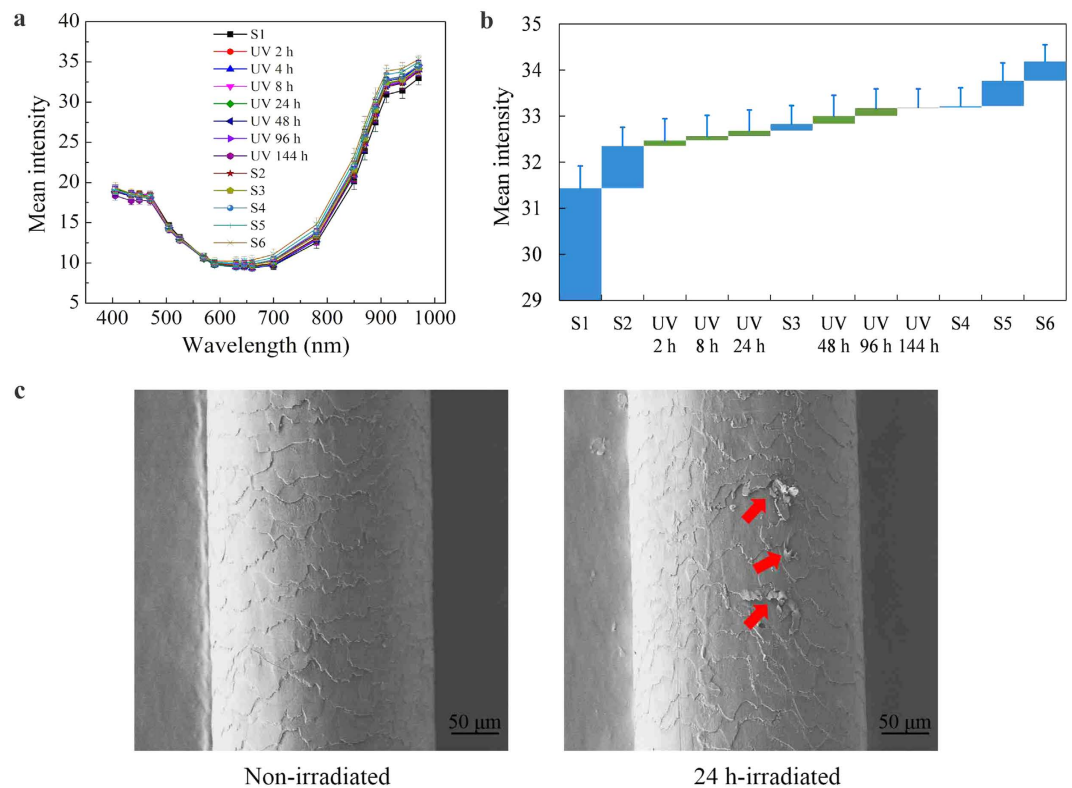 a
40
35
30
25
20
15
10
5
Mean intensity
S1
UV 2 h
UV 4 h
UV 8 h
UV 24 h
UV 48 h
UV 96 h
UV 144 h
S2
S3
S4
S5
S6
400 500 600 700 800 900 1000
Wavelength (nm)
b
35
34
33
32
31
30
29
Mean intensity
S1 S2 UV UV UV S3 UV UV UV S4 S5 S6
2 h 8 h 24 h 48 h 96 h 144 h
c
50 μm
50 μm
Non-irradiated
24 h-irradiated